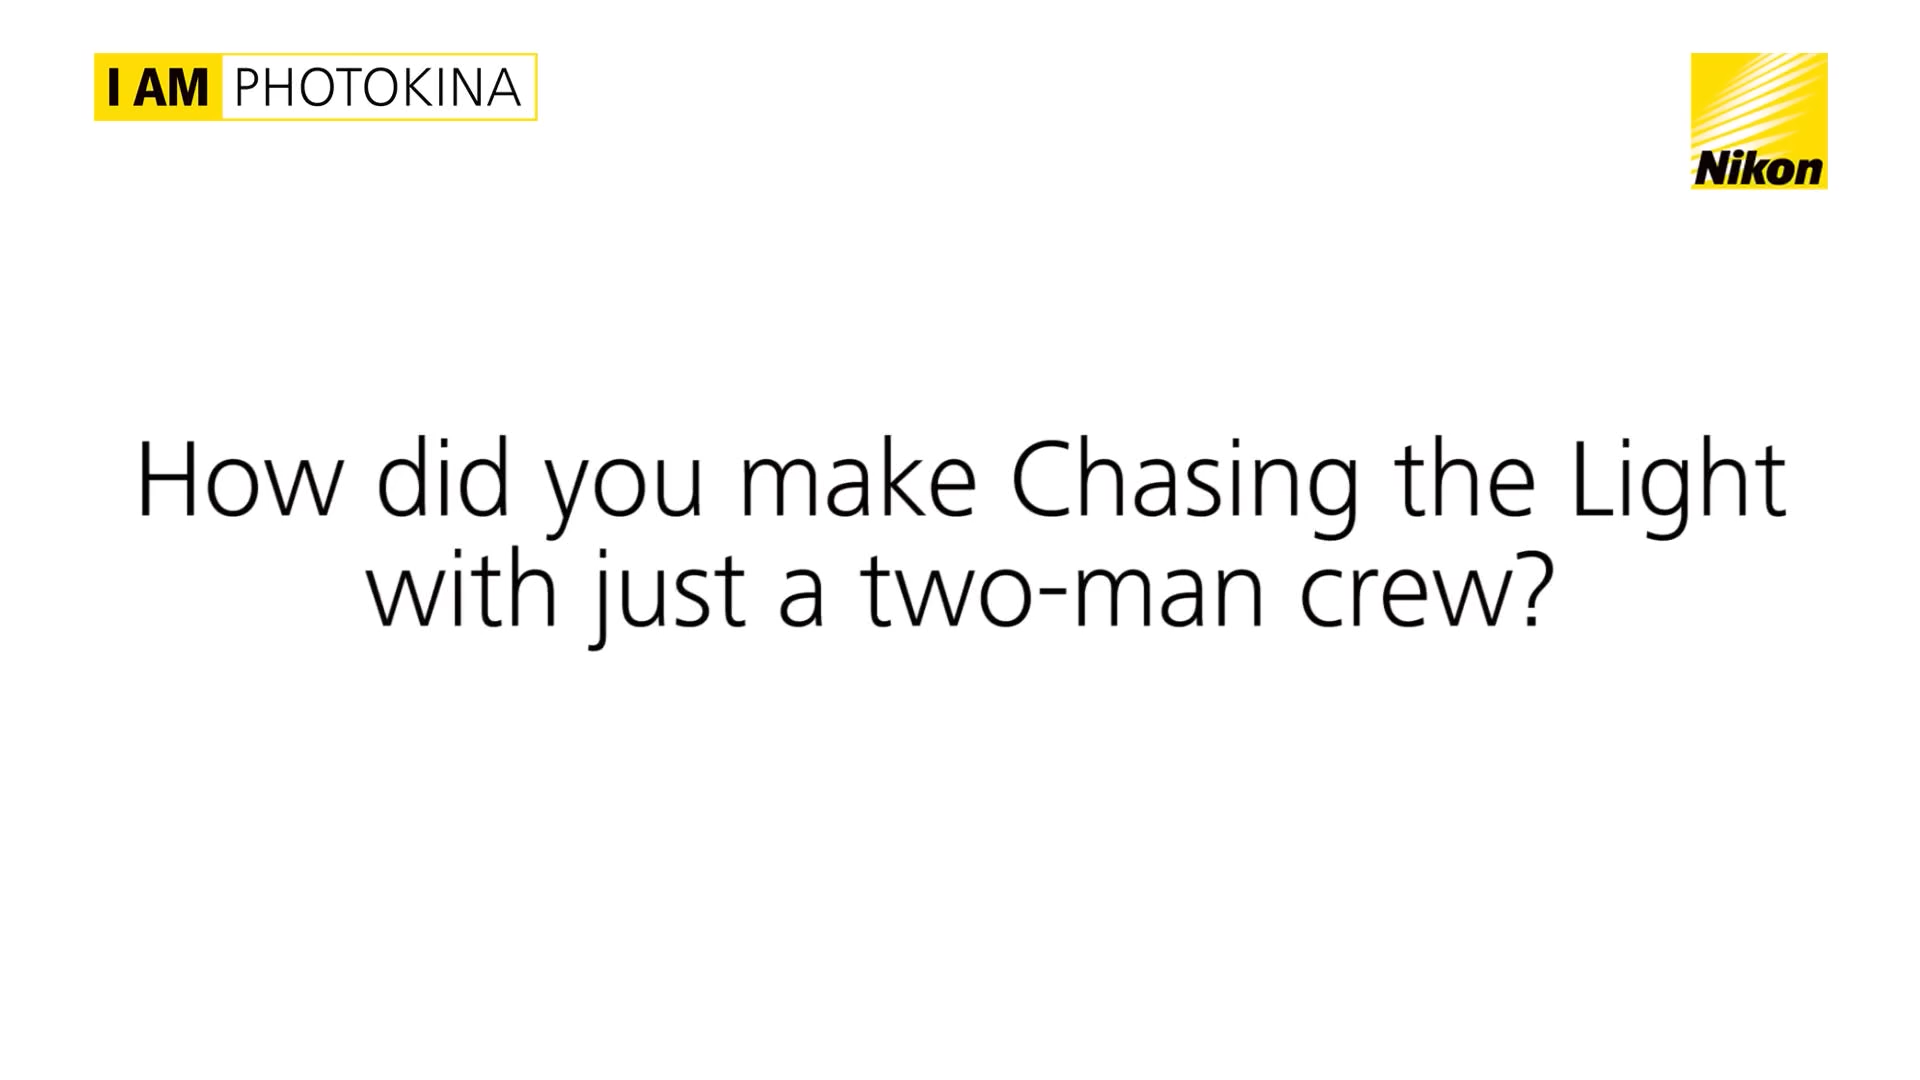 I AM PHOTOKINA
Nikon
How did you make Chasing the Light
with just a two-man crew?